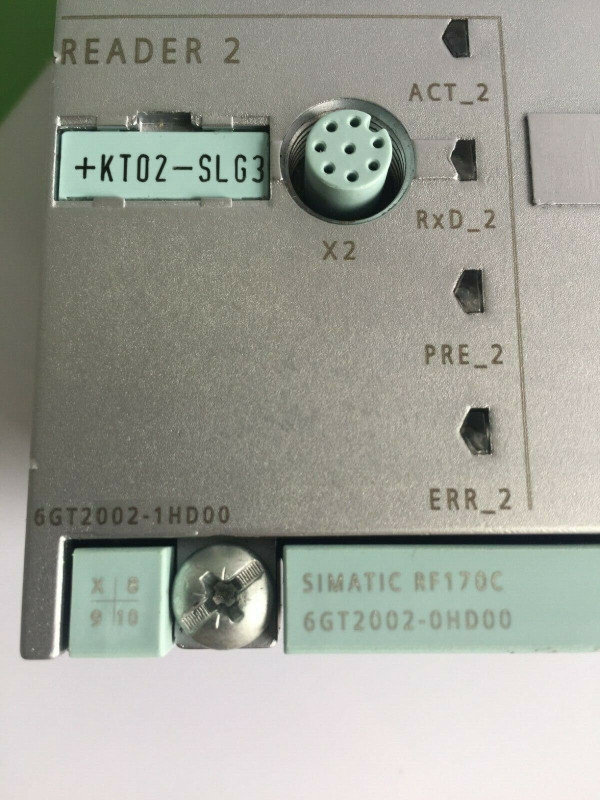 READER 2
ACT_2
+KT02-SLG3
RxD_2
X2
PRE_2
ERR_2
6GT2002-1HD00
X 8
9 10
SIMATIC RF170C
6GT2002-0HD00